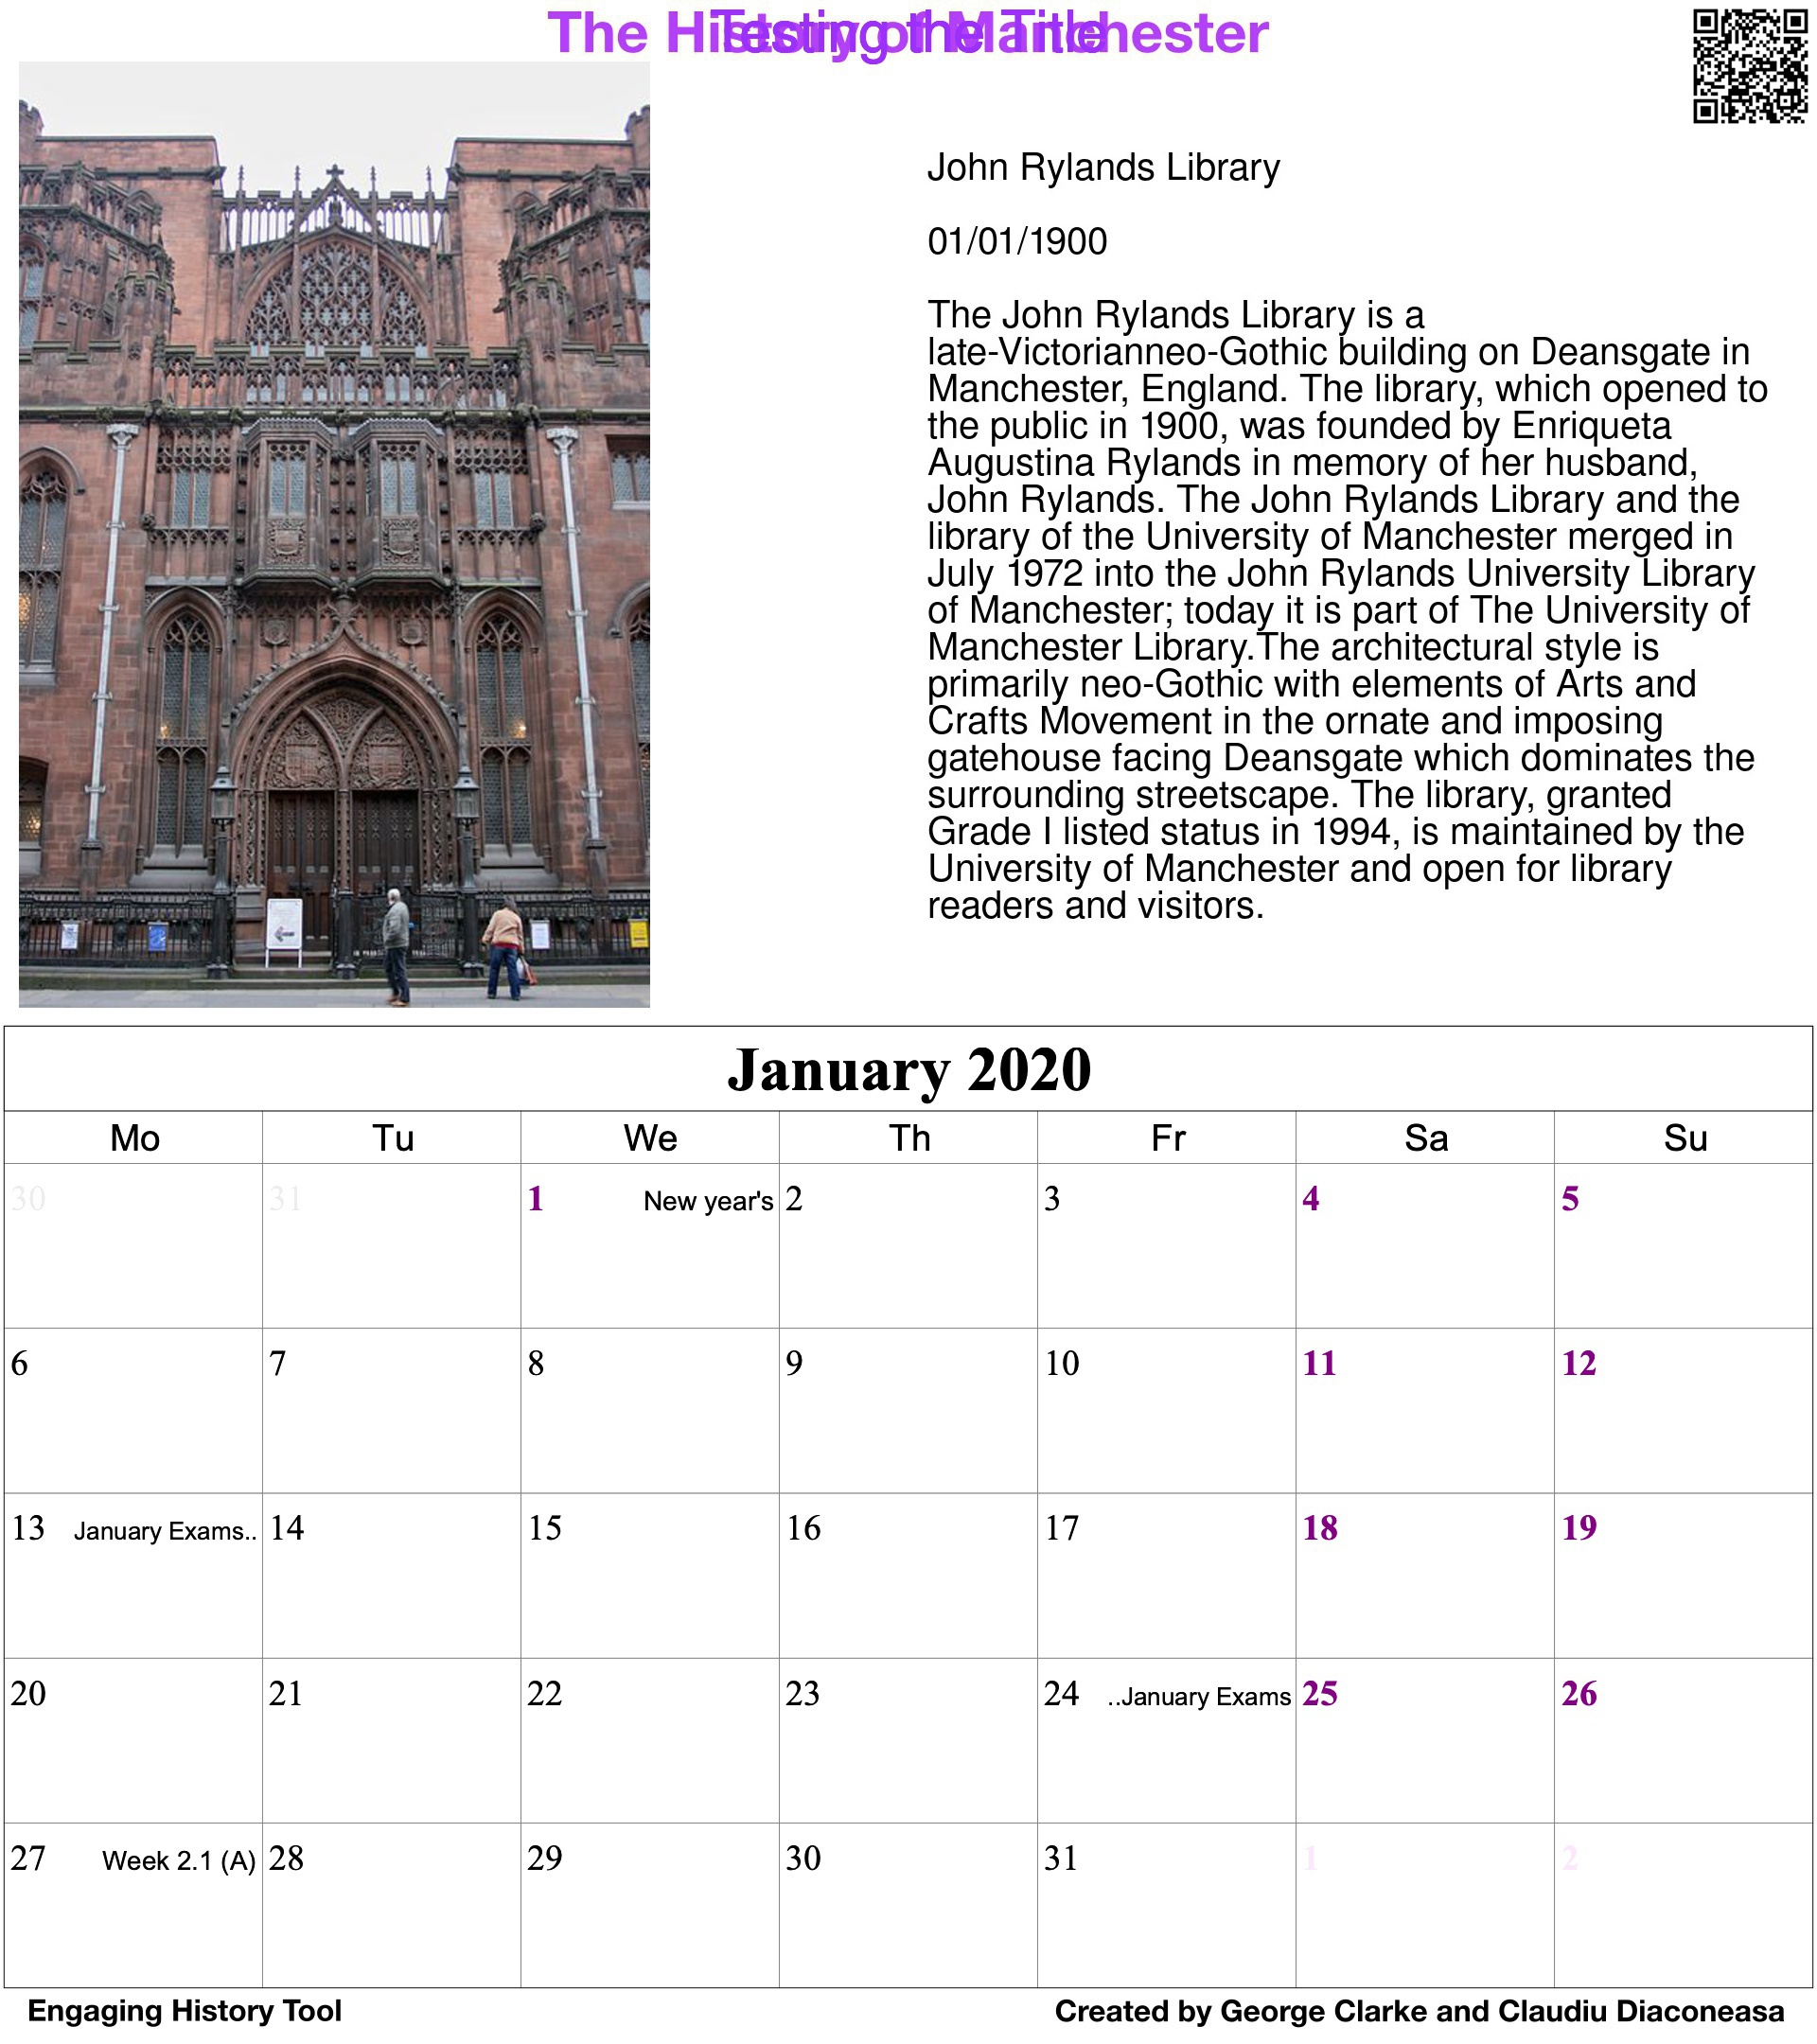 The History of Manchester
Testing the Title
John Rylands Library
01/01/1900
The John Rylands Library is a
late-Victorianneo-Gothic building on Deansgate in
Manchester, England. The library, which opened to
the public in 1900, was founded by Enriqueta
Augustina Rylands in memory of her husband,
John Rylands. The John Rylands Library and the
library of the University of Manchester merged in
July 1972 into the John Rylands University Library
of Manchester; today it is part of The University of
Manchester Library.The architectural style is
primarily neo-Gothic with elements of Arts and
Crafts Movement in the ornate and imposing
gatehouse facing Deansgate which dominates the
surrounding streetscape. The library, granted
Grade I listed status in 1994, is maintained by the
University of Manchester and open for library
readers and visitors.
January 2020
Mo Tu We Th Fr Sa Su
30 31 1 New year's 2 3 4 5
6 7 8 9 10 11 12
13 January Exams.. 14 15 16 17 18 19
20 21 22 23 24 ..January Exams 25 26
27 Week 2.1 (A) 28 29 30 31 1 2
Engaging History Tool
Created by George Clarke and Claudiu Diaconeasa